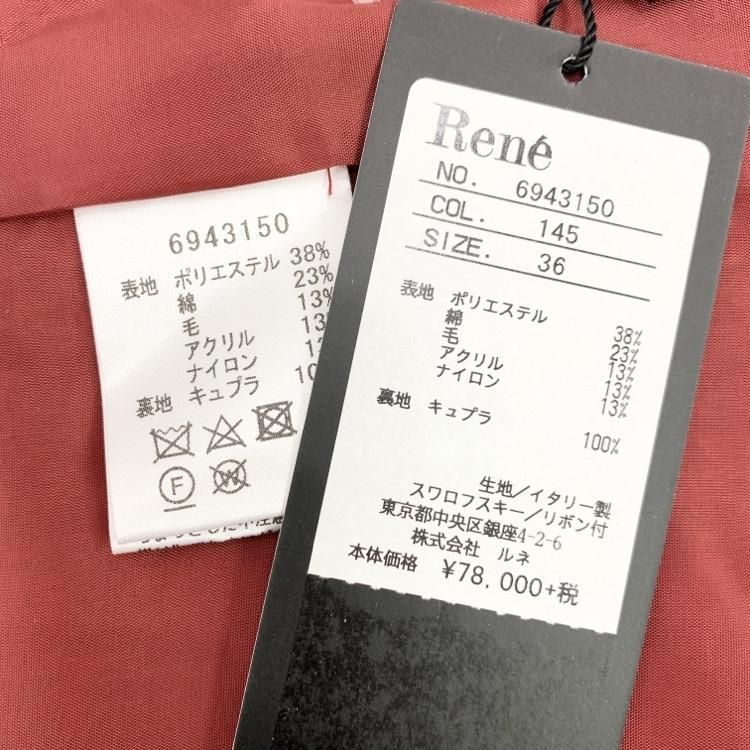 6943150
表地 ポリエステル 38%
綿 23%
毛 13%
アクリル 13
ナイロン
裏地 キュプラ
F
W
René
NO. 6943150
COL. 145
SIZE. 36
表地 ポリエステル 38%
綿 23%
毛 13%
アクリル 13%
ナイロン 13%
裏地 キュプラ 100%
生地/イタリー製
スワロフスキー/リボン付
東京都中央区銀座4-2-6
株式会社 ルネ
本体価格 ¥78,000+税